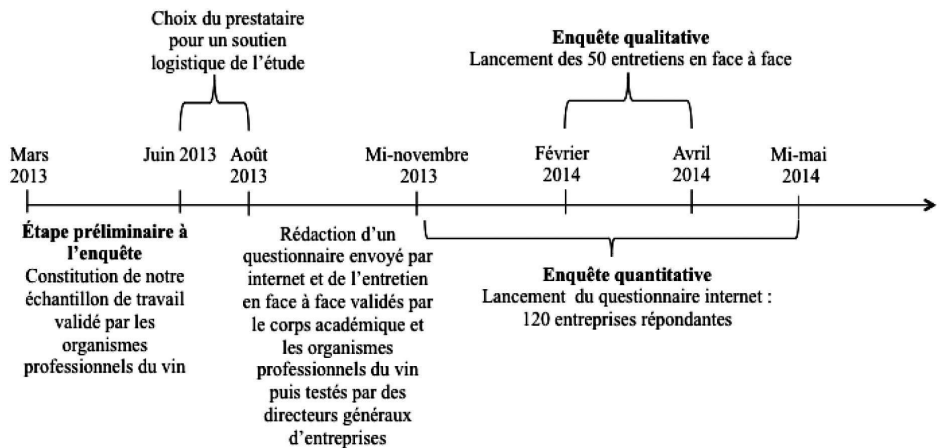 Choix du prestataire
pour un soutien
logistique de l'étude
Enquête qualitative
Lancement des 50 entretiens en face à face
Mars
2013
Juin 2013
Août
2013
Mi-novembre
2013
Février
2014
Avril
2014
Mi-mai
2014
Étape préliminaire à
l'enquête
Constitution de notre
échantillon de travail
validé par les
organismes
professionnels du vin
Rédaction d'un
questionnaire envoyé par
internet et de l'entretien
en face à face validés par
le corps académique et
les organismes
professionnels du vin
puis testés par des
directeurs généraux
d'entreprises
Enquête quantitative
Lancement du questionnaire internet :
120 entreprises répondantes